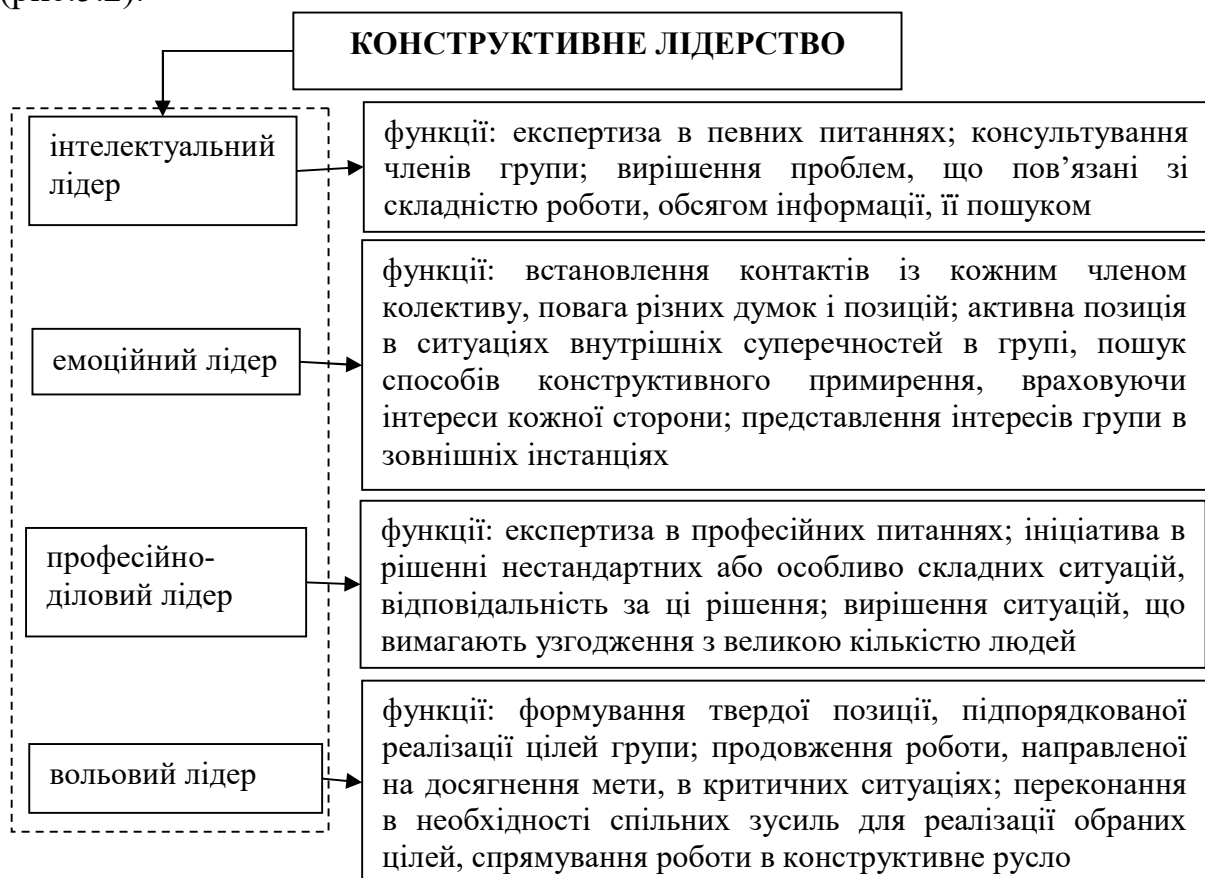 (рис.3.2).
КОНСТРУКТИВНЕ ЛІДЕРСТВО
інтелектуальний
лідер
функції: експертиза в певних питаннях; консультування
членів групи; вирішення проблем, що пов’язані зі
складністю роботи, обсягом інформації, її пошуком
емоційний лідер
функції: встановлення контактів із кожним членом
колективу, повага різних думок і позицій; активна позиція
в ситуаціях внутрішніх суперечностей в групі, пошук
способів конструктивного примирення, враховуючи
інтереси кожної сторони; представлення інтересів групи в
зовнішніх інстанціях
професійно-
діловий лідер
функції: експертиза в професійних питаннях; ініціатива в
рішенні нестандартних або особливо складних ситуацій,
відповідальність за ці рішення; вирішення ситуацій, що
вимагають узгодження з великою кількістю людей
вольовий лідер
функції: формування твердої позиції, підпорядкованої
реалізації цілей групи; продовження роботи, направленої
на досягнення мети, в критичних ситуаціях; переконання
в необхідності спільних зусиль для реалізації обраних
цілей, спрямування роботи в конструктивне русло